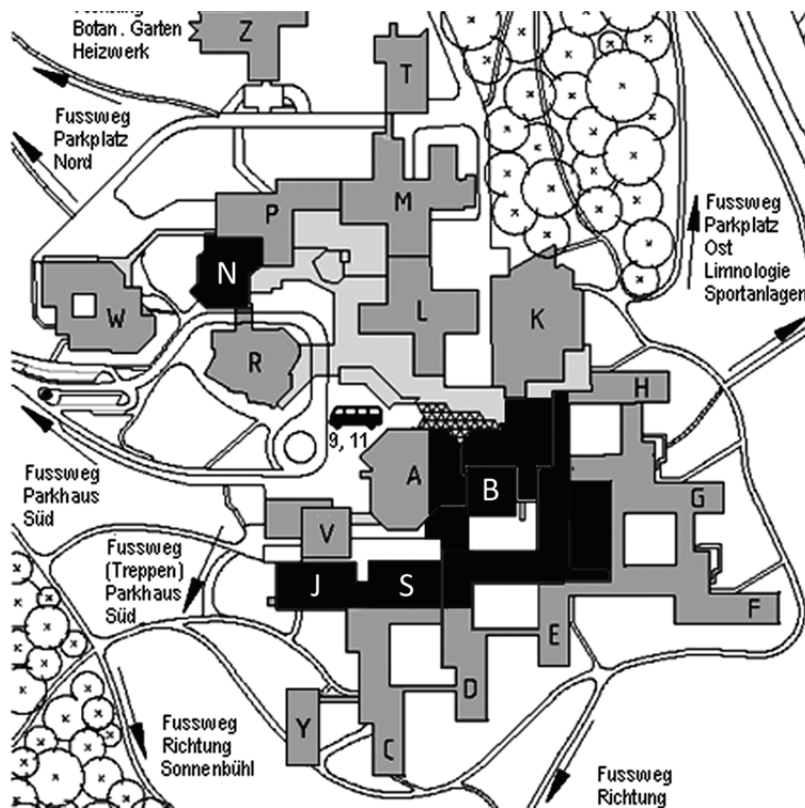 Botan . Garten
Heizwerk
Z
T
Fussweg
Parkplatz
Nord
P
M
Fussweg
Parkplatz
Ost
Limnologie
Sportanlagen
N
W
L
K
R
H
9, 11
A
B
G
Fussweg
Parkhaus
Süd
V
Fussweg
(Treppen)
Parkhaus
Süd
J
S
F
E
D
Y
C
Fussweg
Richtung
Sonnenbühl
Fussweg
Richtung